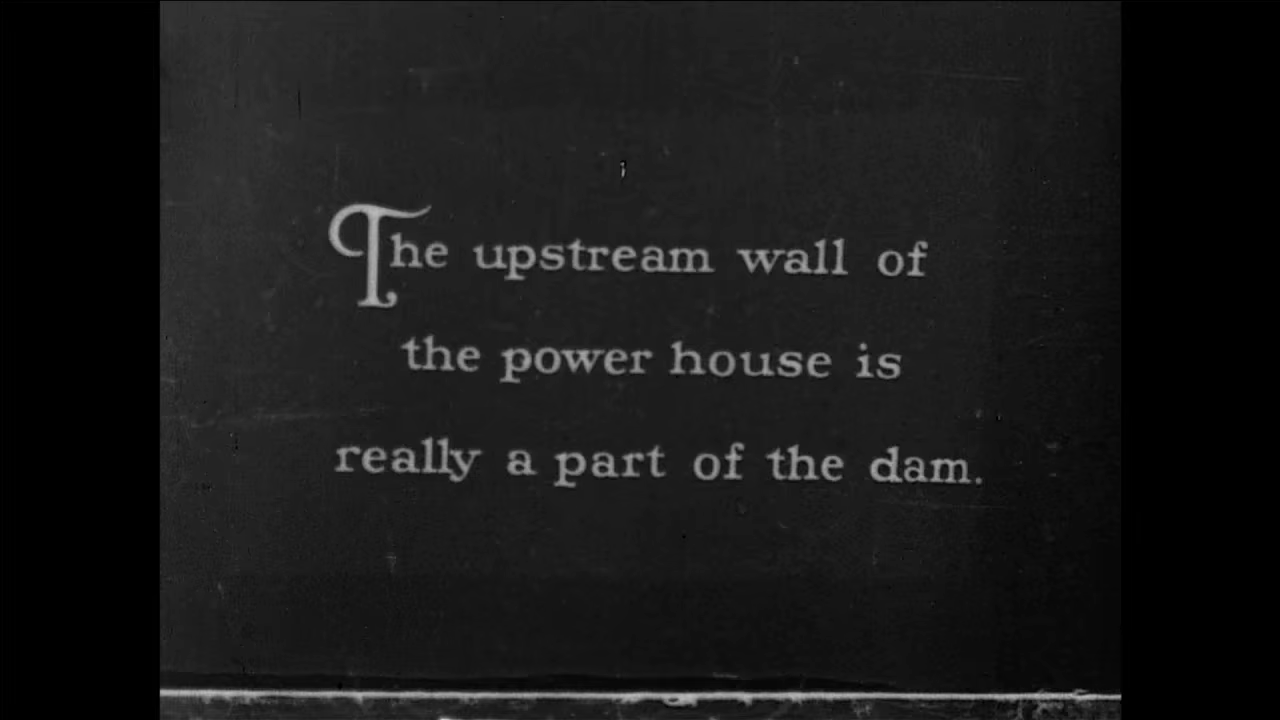 The upstream wall of
the power house is
really a part of the dam.